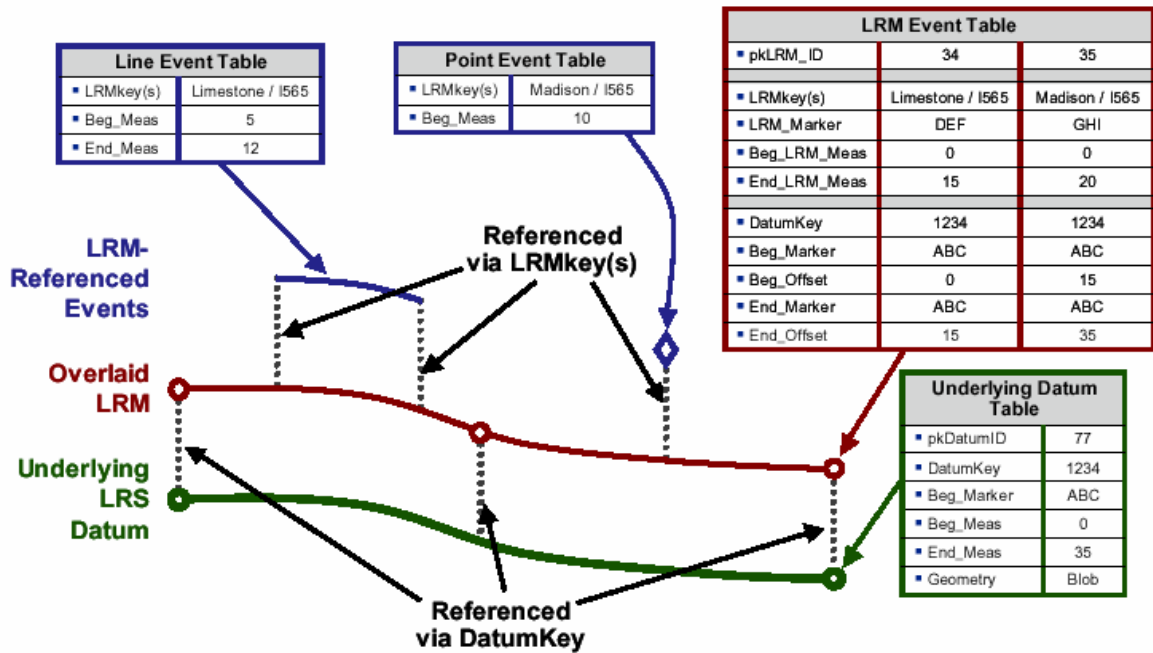 Line Event Table
LRMkey(s) Limestone / I565
Beg_Meas 5
End_Meas 12
Point Event Table
LRMkey(s) Madison / I565
Beg_Meas 10
LRM Event Table
pkLRM_ID 34 35
LRMkey(s) Limestone / I565 Madison / I565
LRM_Marker DEF GHI
Beg_LRM_Meas 0 0
End_LRM_Meas 15 20
DatumKey 1234 1234
Beg_Marker ABC ABC
Beg_Offset 0 15
End_Marker ABC ABC
End_Offset 15 35
LRM-
Referenced
Events
Referenced
via LRMkey(s)
Overlaid
LRM
Underlying
LRS
Datum
Referenced
via DatumKey
Underlying Datum
Table
pkDatumID 77
DatumKey 1234
Beg_Marker ABC
Beg_Meas 0
End_Meas 35
Geometry Blob